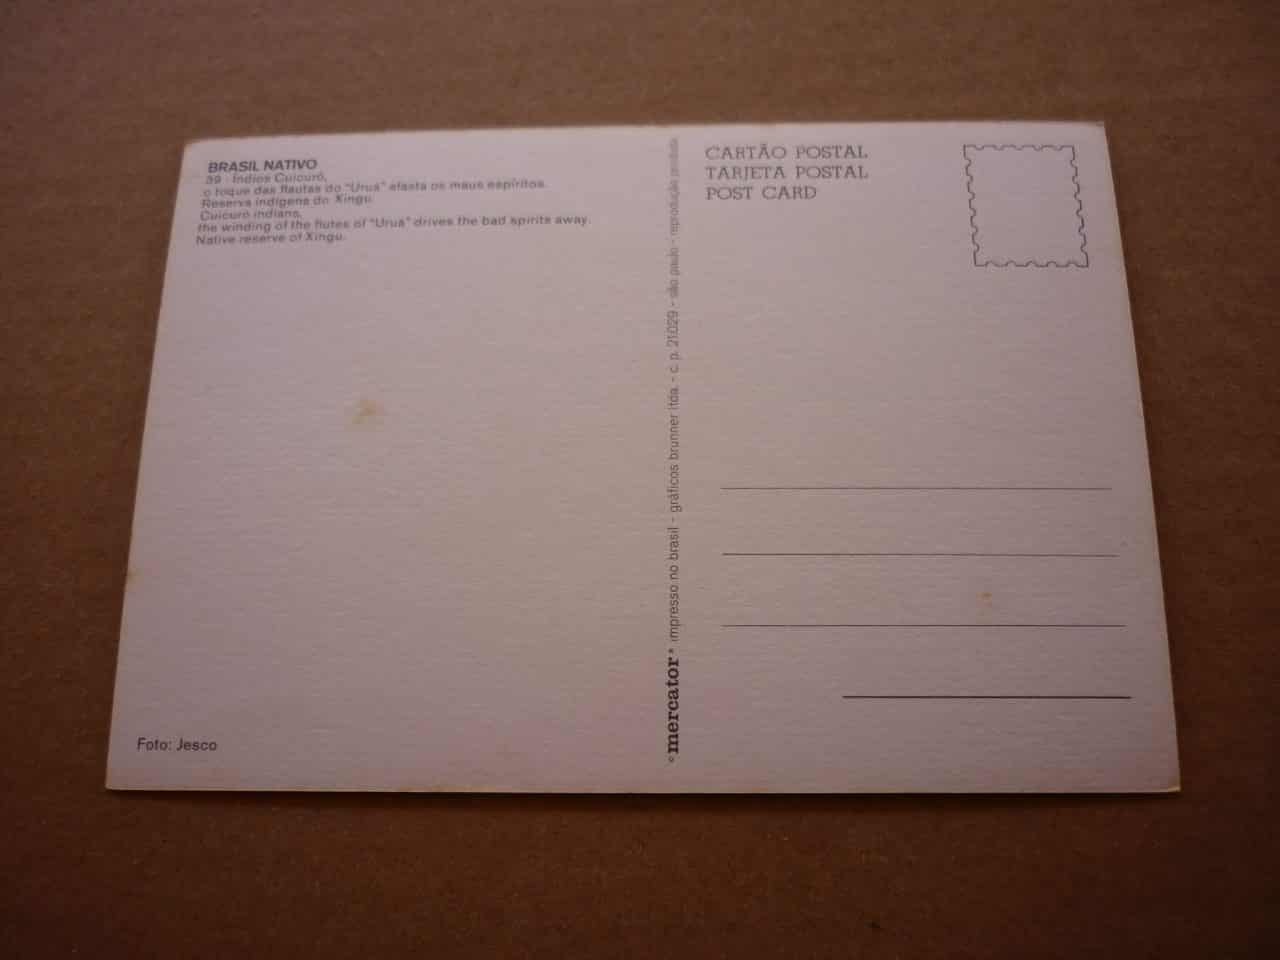 BRASIL NATIVO
59 - Índios Cuicuró,
o toque das flautas do "Uruá" afasta os maus espíritos.
Reserva indígena do Xingu.
Cuicuró indians,
the winding of the flutes of "Uruá" drives the bad spirits away.
Native reserve of Xingu.
Foto: Jesco
mercator impresso no brasil - gráficos brunner ltda. - c. p. 21.029 - são paulo - reprodução proibida
CARTÃO POSTAL
TARJETA POSTAL
POST CARD